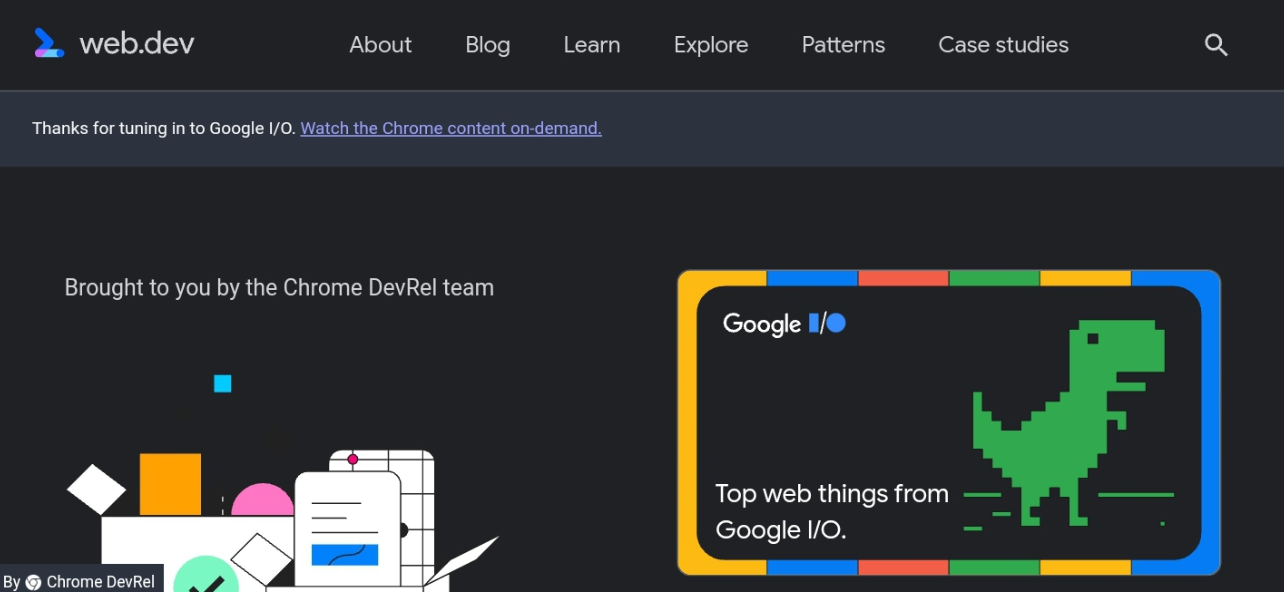 web.dev About Blog Learn Explore Patterns Case studies
Thanks for tuning in to Google I/O. Watch the Chrome content on-demand.
Brought to you by the Chrome DevRel team
Google I/O
Top web things from
Google I/O.
By Chrome DevRel